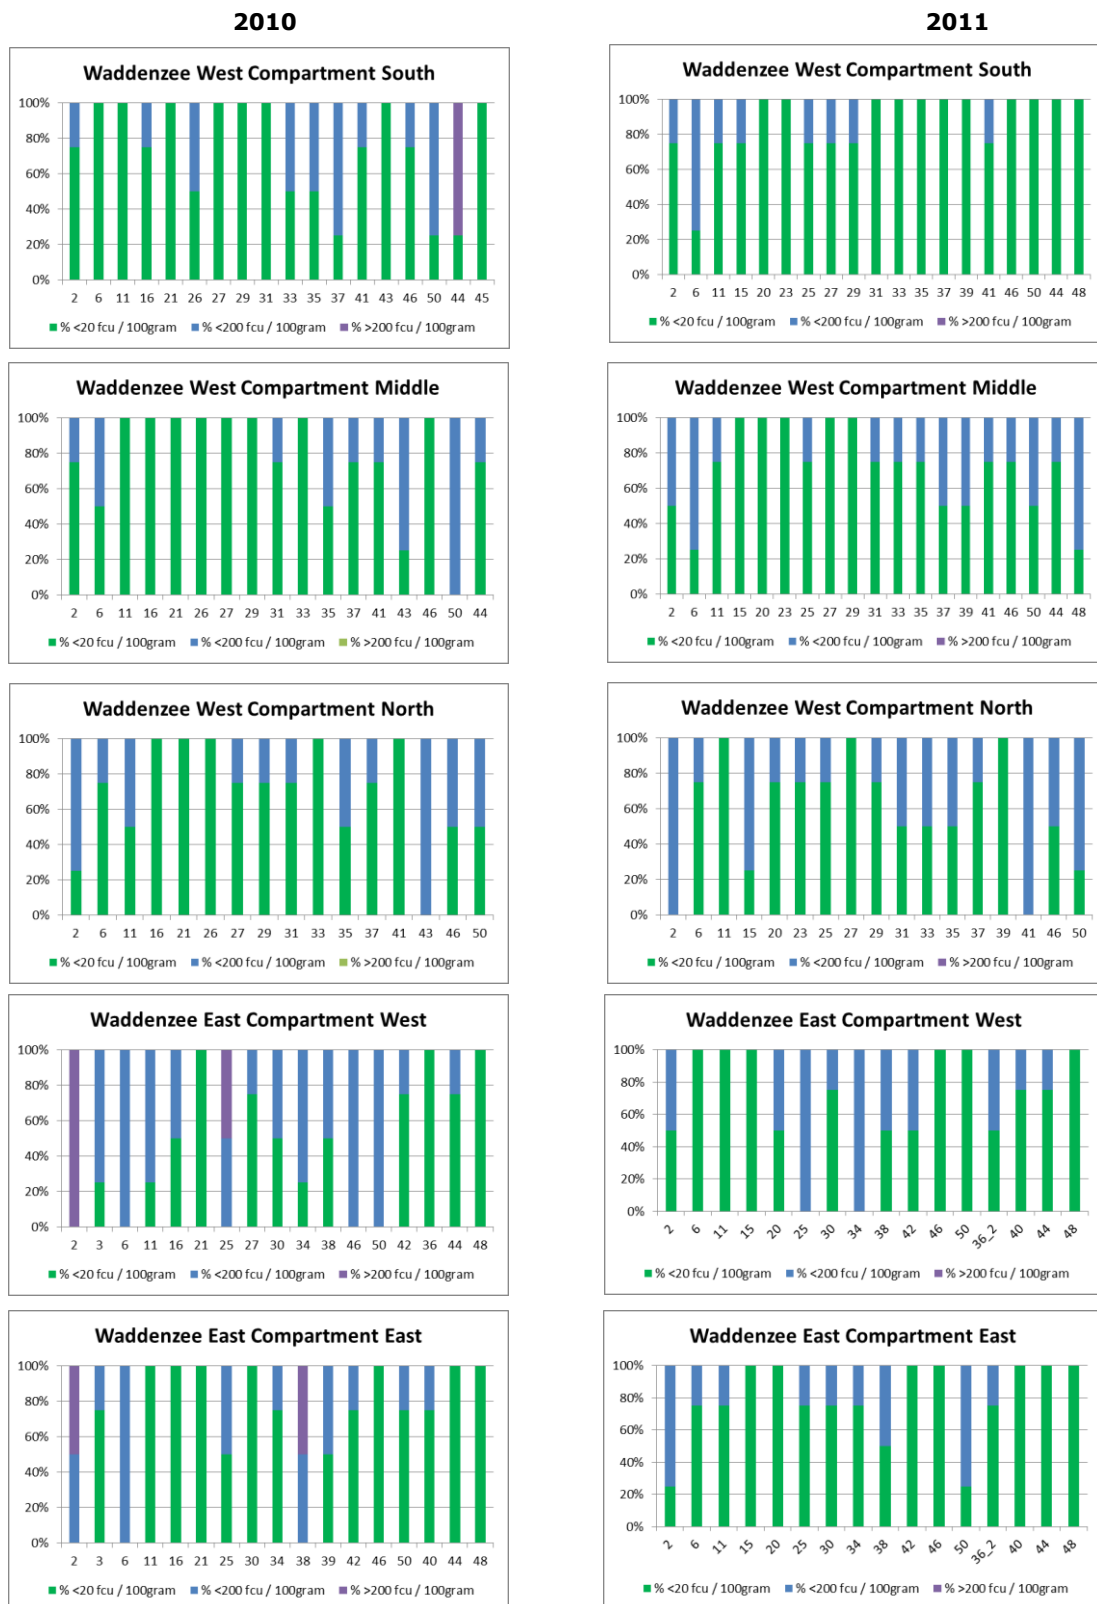 2010
2011
Waddenzee West Compartment South
100%
80%
60%
40%
20%
0%
2 6 11 16 21 26 27 29 31 33 35 37 41 43 46 50 44 45
% <20 fcu / 100gram % <200 fcu / 100gram % >200 fcu / 100gram
Waddenzee West Compartment South
100%
80%
60%
40%
20%
0%
2 6 11 15 20 23 25 27 29 31 33 35 37 39 41 46 50 44 48
% <20 fcu / 100gram % <200 fcu / 100gram % >200 fcu / 100gram
Waddenzee West Compartment Middle
100%
80%
60%
40%
20%
0%
2 6 11 16 21 26 27 29 31 33 35 37 41 43 46 50 44
% <20 fcu / 100gram % <200 fcu / 100gram % >200 fcu / 100gram
Waddenzee West Compartment Middle
100%
80%
60%
40%
20%
0%
2 6 11 15 20 23 25 27 29 31 33 35 37 39 41 46 50 44 48
% <20 fcu / 100gram % <200 fcu / 100gram % >200 fcu / 100gram
Waddenzee West Compartment North
100%
80%
60%
40%
20%
0%
2 6 11 16 21 26 27 29 31 33 35 37 41 43 46 50
% <20 fcu / 100gram % <200 fcu / 100gram % >200 fcu / 100gram
Waddenzee West Compartment North
100%
80%
60%
40%
20%
0%
2 6 11 15 20 23 25 27 29 31 33 35 37 39 41 46 50
% <20 fcu / 100gram % <200 fcu / 100gram % >200 fcu / 100gram
Waddenzee East Compartment West
100%
80%
60%
40%
20%
0%
2 3 6 11 16 21 25 27 30 34 38 46 50 42 36 44 48
% <20 fcu / 100gram % <200 fcu / 100gram % >200 fcu / 100gram
Waddenzee East Compartment West
100%
80%
60%
40%
20%
0%
2 6 11 15 20 25 30 34 38 42 46 50 36_2 40 44 48
% <20 fcu / 100gram % <200 fcu / 100gram % >200 fcu / 100gram
Waddenzee East Compartment East
100%
80%
60%
40%
20%
0%
2 3 6 11 16 21 25 30 34 38 39 42 46 50 40 44 48
% <20 fcu / 100gram % <200 fcu / 100gram % >200 fcu / 100gram
Waddenzee East Compartment East
100%
80%
60%
40%
20%
0%
2 6 11 15 20 25 30 34 38 42 46 50 36_2 40 44 48
% <20 fcu / 100gram % <200 fcu / 100gram % >200 fcu / 100gram